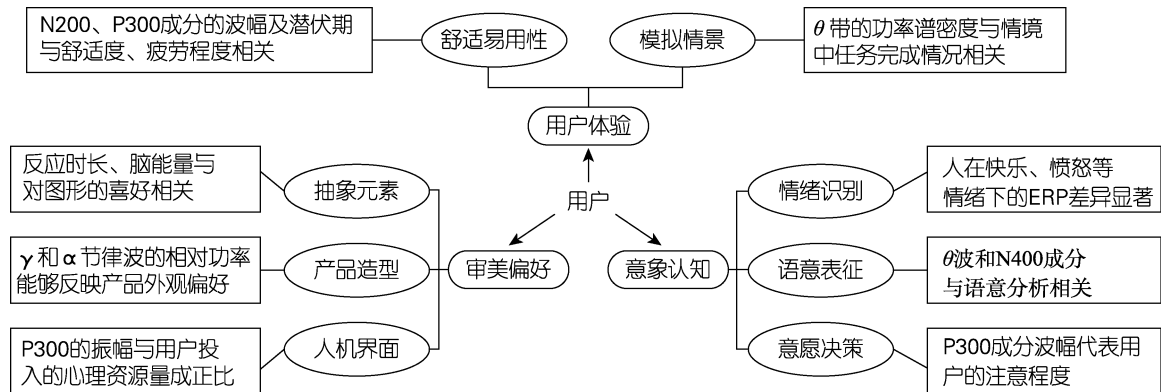 N200、P300成分的波幅及潜伏期
与舒适度、疲劳程度相关
舒适易用性
模拟情景
θ 带的功率谱密度与情境
中任务完成情况相关
用户体验
反应时长、脑能量与
对图形的喜好相关
抽象元素
用户
情绪识别
人在快乐、愤怒等
情绪下的ERP差异显著
γ 和 α 节律波的相对功率
能够反映产品外观偏好
产品造型
审美偏好
意象认知
语意表征
θ波和N400成分
与语意分析相关
P300的振幅与用户投
入的心理资源量成正比
人机界面
意愿决策
P300成分波幅代表用
户的注意程度